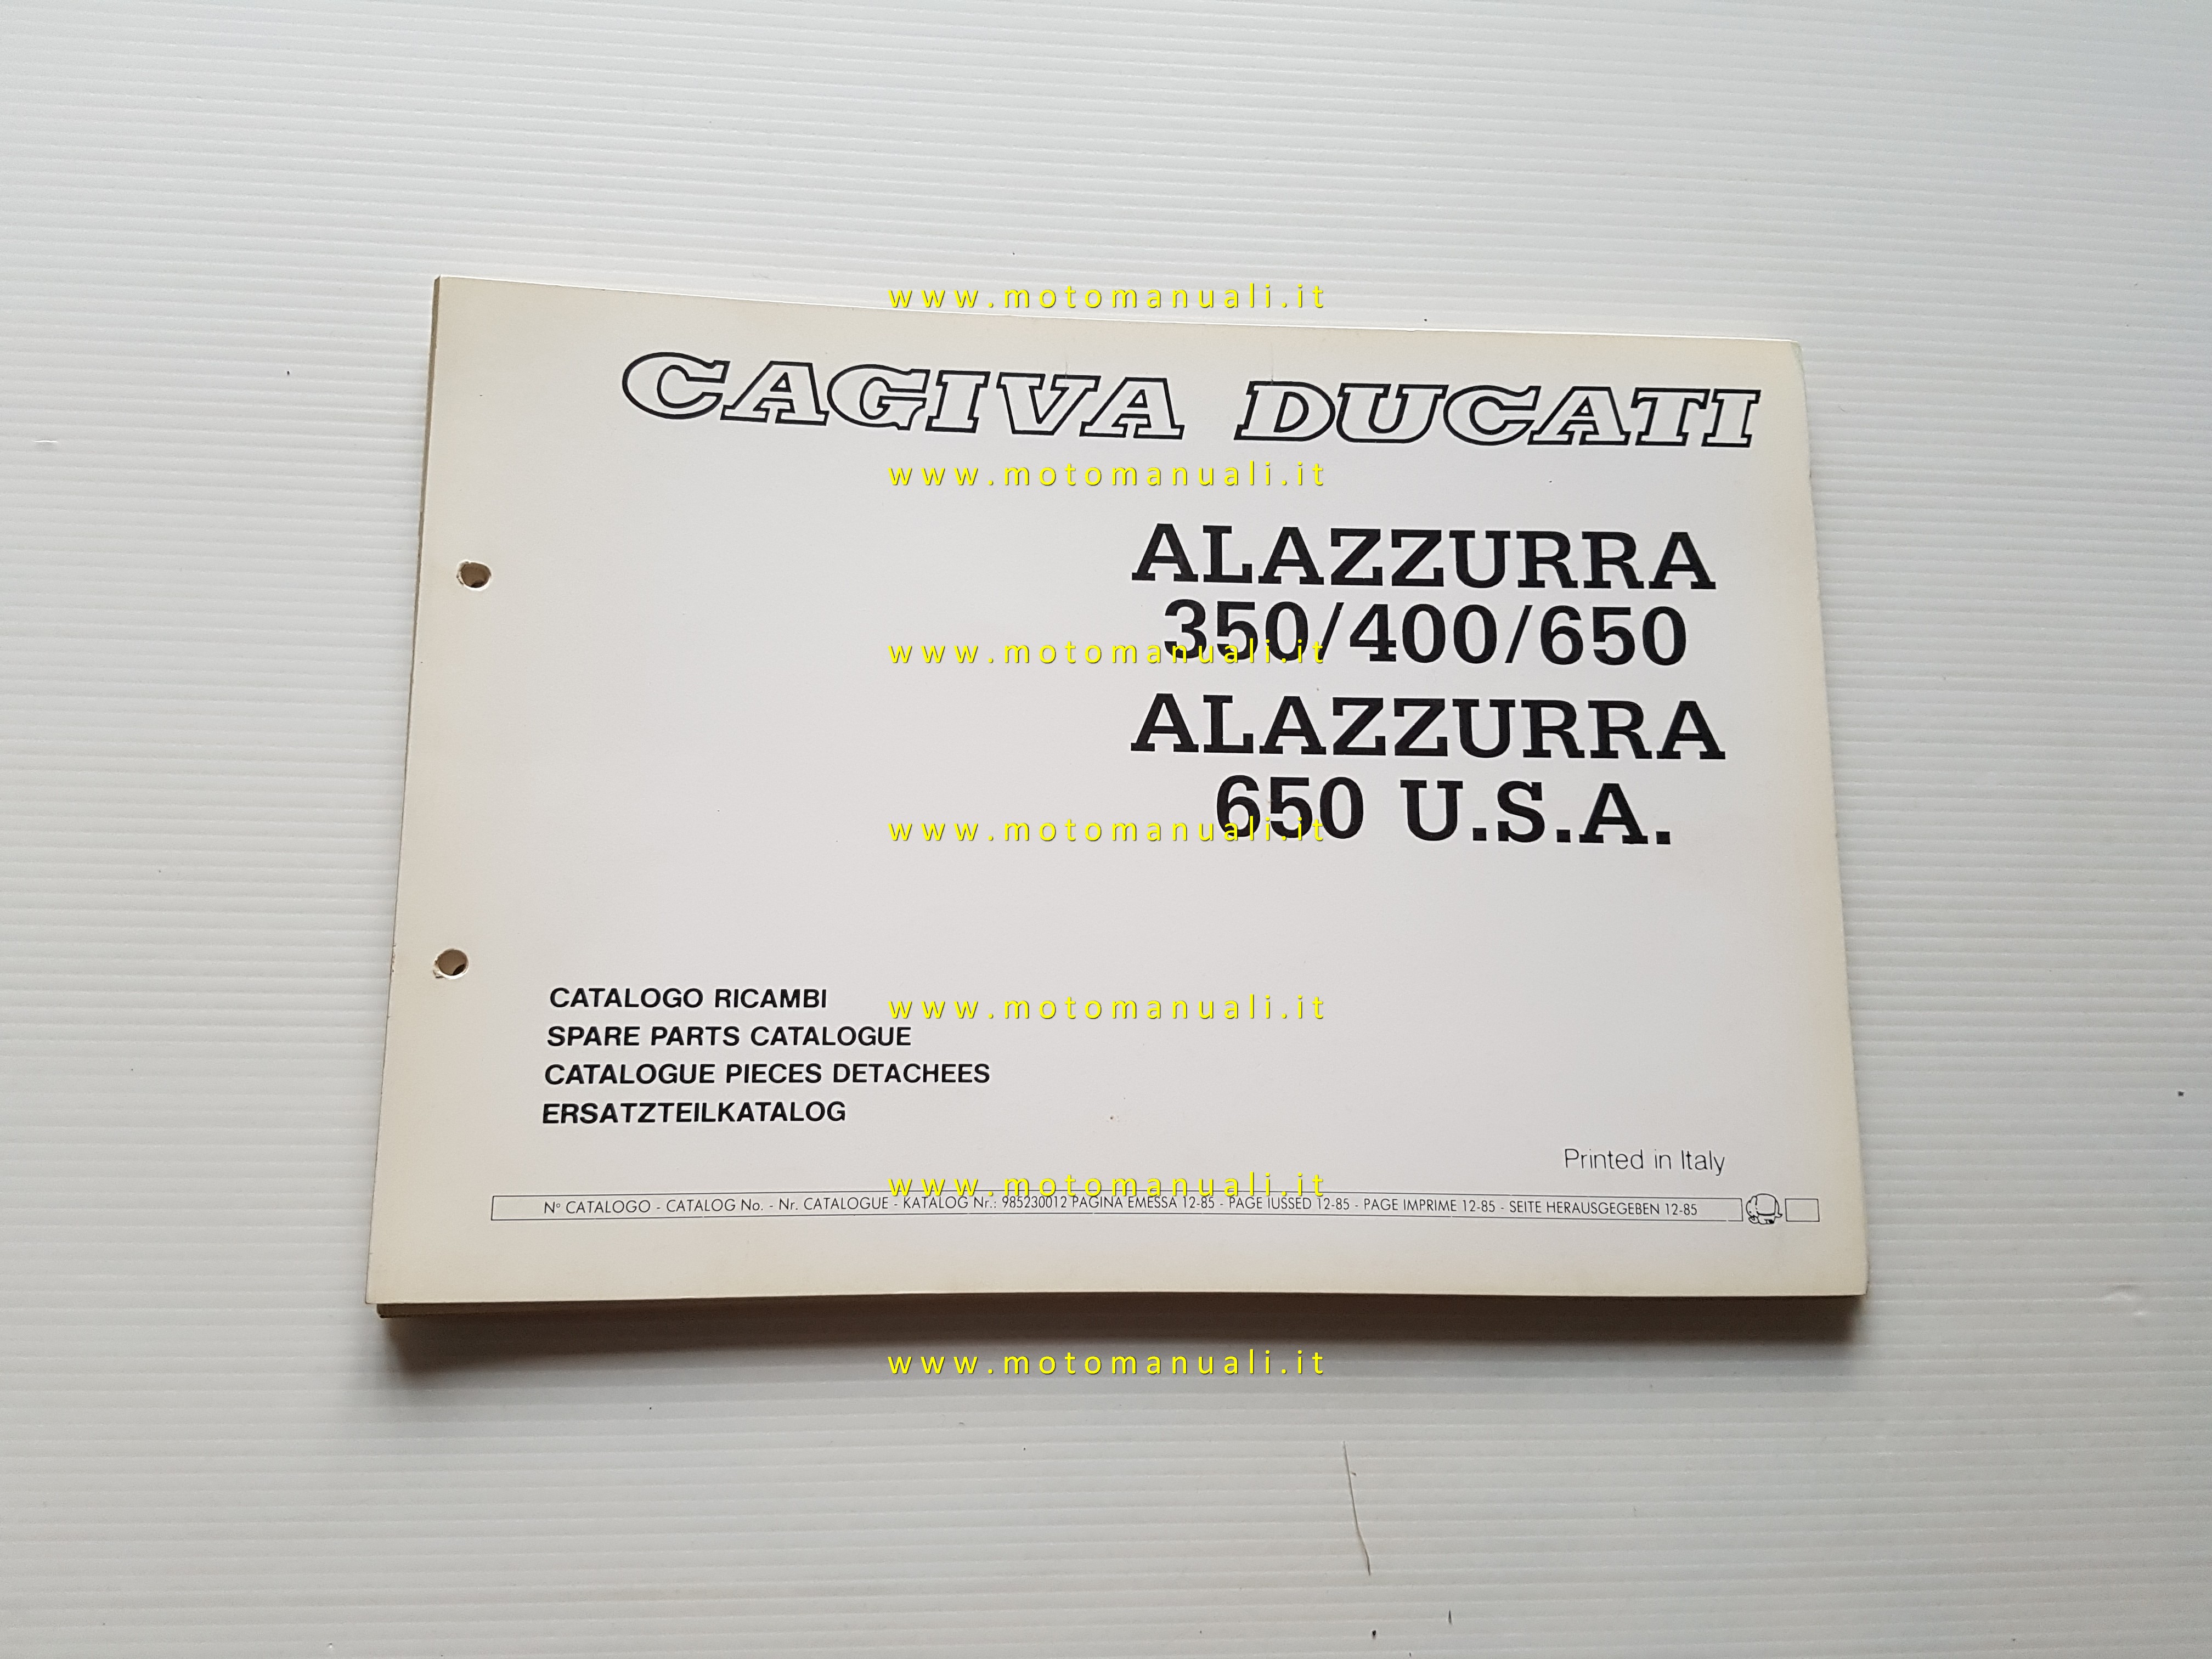 www.motomanuali.it
CAGIVA DUCATI
www.motomanuali.it
ALAZZURRA
350/400/650
www.motomanuali.it
ALAZZURRA
650 U.S.A.
www.motomanuali.it
CATALOGO RICAMBI
www.motomanuali.it
SPARE PARTS CATALOGUE
CATALOGUE PIECES DETACHEES
ERSATZTEILKATALOG
Printed in Italy
www.motomanuali.it
Nº CATALOGO - CATALOG No. - Nr. CATALOGUE - KATALOG Nr.: 985230012 PAGINA EMESSA 12-85 - PAGE IUSSED 12-85 - PAGE IMPRIME 12-85 - SEITE HERAUSGEGEBEN 12-85
www.motomanuali.it